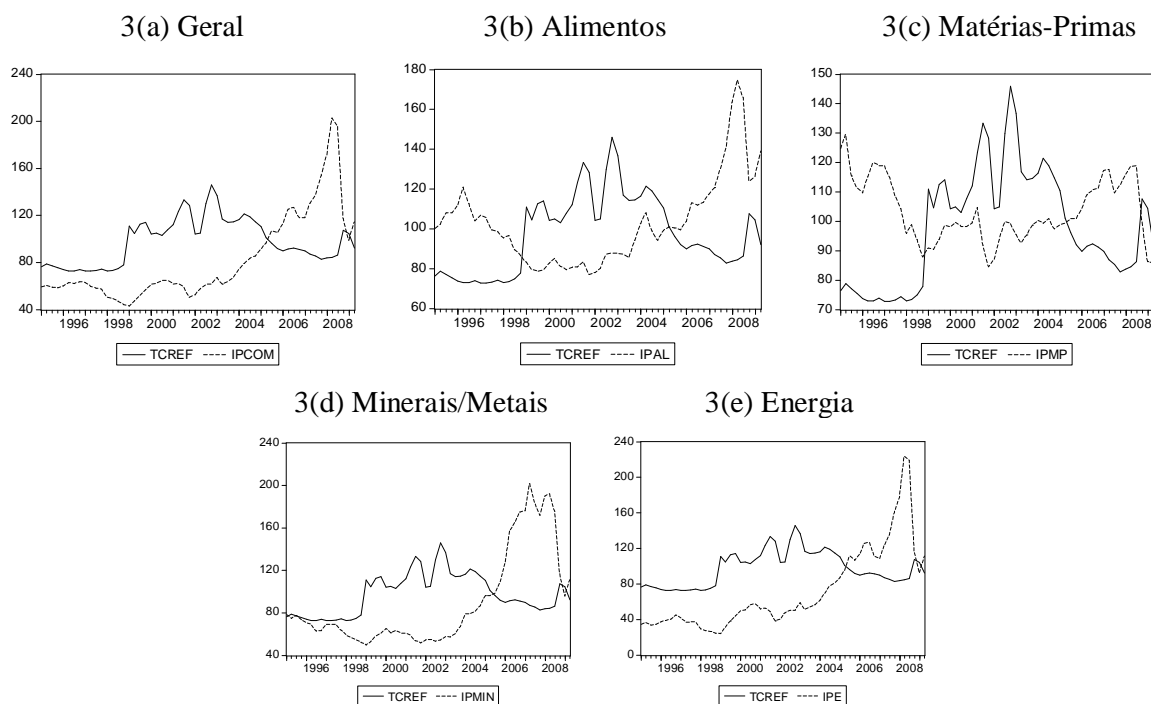 3(a) Geral
3(b) Alimentos
3(c) Matérias-Primas
240
200
160
120
80
40
1996 1998 2000 2002 2004 2006 2008
TCREF IPCOM
180
160
140
120
100
80
60
1996 1998 2000 2002 2004 2006 2008
TCREF IPAL
150
140
130
120
110
100
90
80
70
1996 1998 2000 2002 2004 2006 2008
TCREF IPMP
3(d) Minerais/Metais
3(e) Energia
240
200
160
120
80
40
1996 1998 2000 2002 2004 2006 2008
TCREF IPMIN
240
200
160
120
80
40
0
1996 1998 2000 2002 2004 2006 2008
TCREF IPE